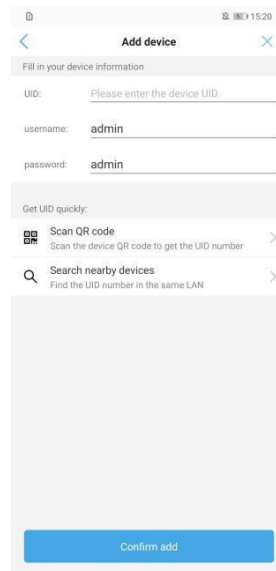 15:20
Add device
Fill in your device information
UID: Please enter the device UID
username: admin
password: admin
Get UID quickly:
Scan QR code
Scan the device QR code to get the UID number
Search nearby devices
Find the UID number in the same LAN
Confirm add